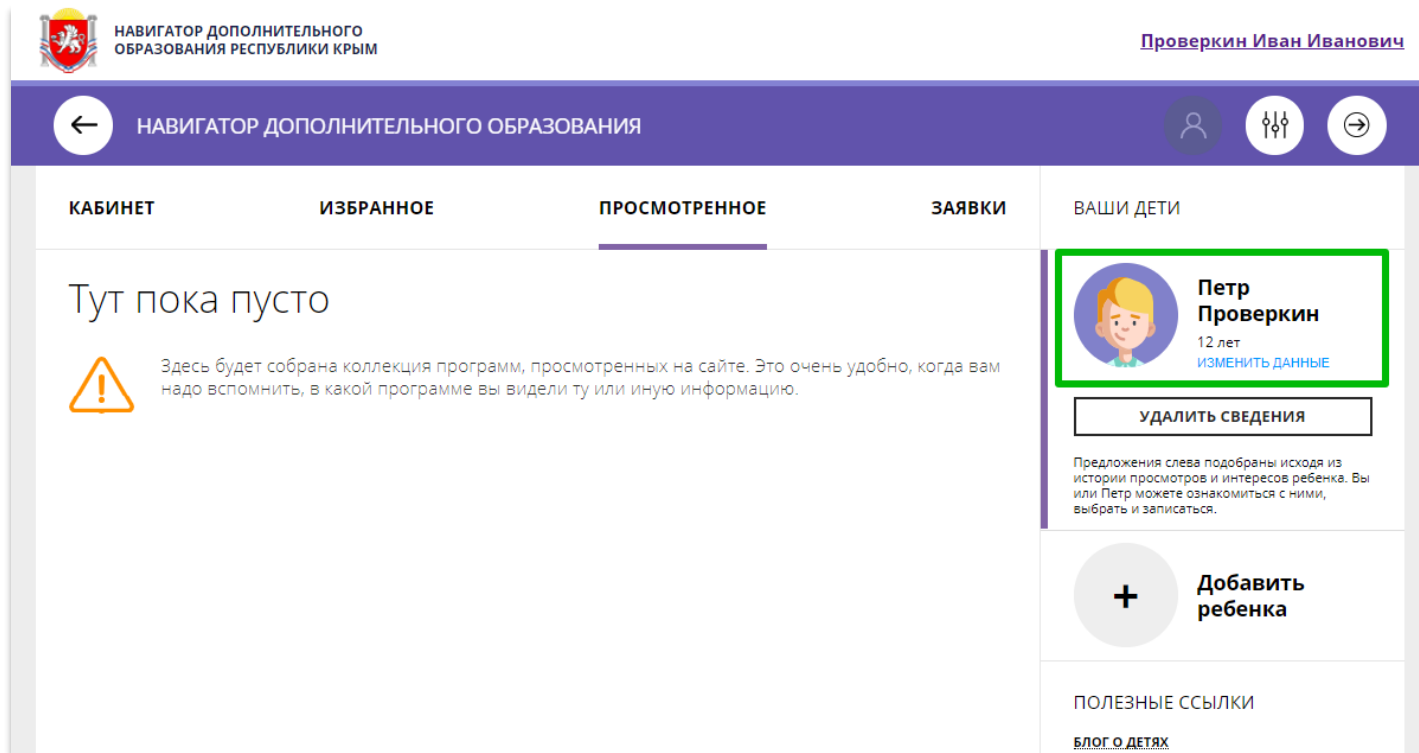 НАВИГАТОР ДОПОЛНИТЕЛЬНОГО
ОБРАЗОВАНИЯ РЕСПУБЛИКИ КРЫМ
Проверкин Иван Иванович
НАВИГАТОР ДОПОЛНИТЕЛЬНОГО ОБРАЗОВАНИЯ
КАБИНЕТ
ИЗБРАННОЕ
ПРОСМОТРЕННОЕ
ЗАЯВКИ
Тут пока пусто
Здесь будет собрана коллекция программ, просмотренных на сайте. Это очень удобно, когда вам
надо вспомнить, в какой программе вы видели ту или иную информацию.
ВАШИ ДЕТИ
Петр
Проверкин
12 лет
ИЗМЕНИТЬ ДАННЫЕ
УДАЛИТЬ СВЕДЕНИЯ
Предложения слева подобраны исходя из
истории просмотров и интересов ребенка. Вы
или Петр можете ознакомиться с ними,
выбрать и записаться.
+
Добавить
ребенка
ПОЛЕЗНЫЕ ССЫЛКИ
БЛОГ О ДЕТЯХ